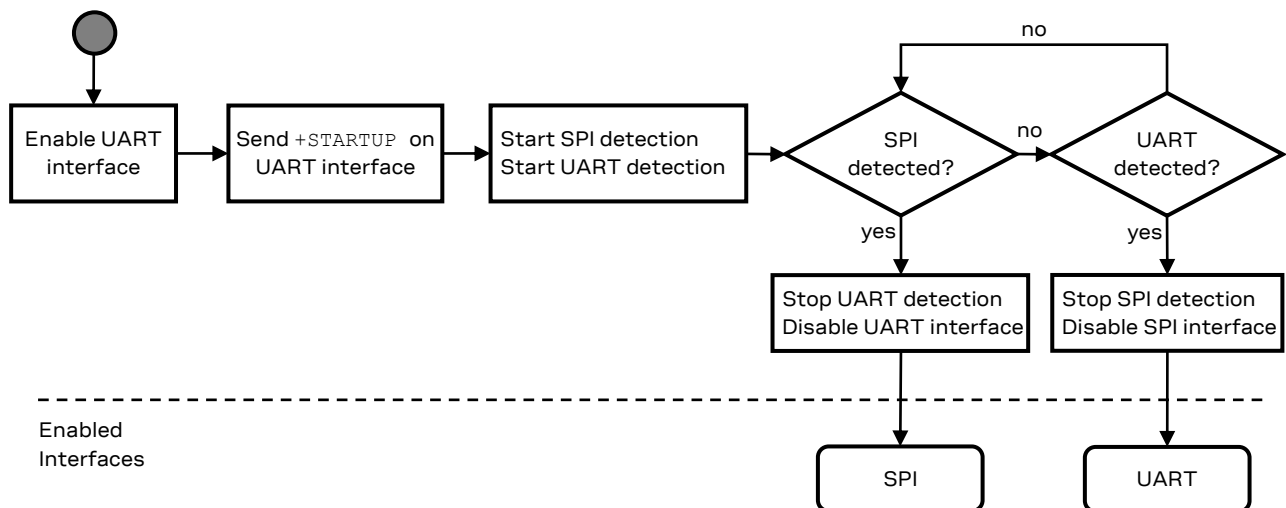 no
Enable UART
interface
Send +STARTUP on
UART interface
Start SPI detection
Start UART detection
SPI
detected?
no
UART
detected?
yes
yes
Stop UART detection
Disable UART interface
Stop SPI detection
Disable SPI interface
Enabled
Interfaces
SPI
UART